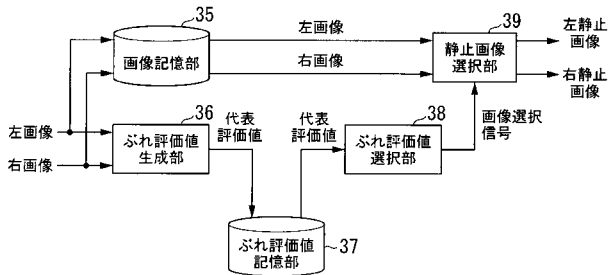 35
画像記憶部
左画像
右画像
39
静止画像
選択部
左静止
画像
右静止
画像
左画像
右画像
36
ぶれ評価値
生成部
代表
評価値
代表
評価値
38
ぶれ評価値
選択部
画像選択
信号
ぶれ評価値
記憶部
37